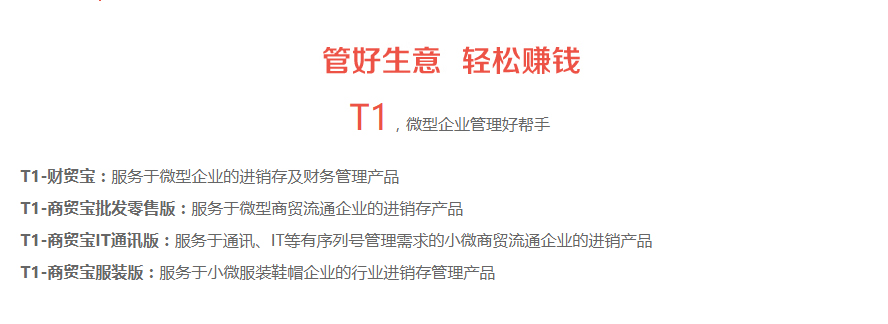 管好生意 轻松赚钱
T1，微型企业管理好帮手
T1-财贸宝：服务于微型企业的进销存及财务管理产品
T1-商贸宝批发零售版：服务于微型商贸流通企业的进销存产品
T1-商贸宝IT通讯版：服务于通讯、IT等有序列号管理需求的小微商贸流通企业的进销产品
T1-商贸宝服装版：服务于小微服装鞋帽企业的行业进销存管理产品